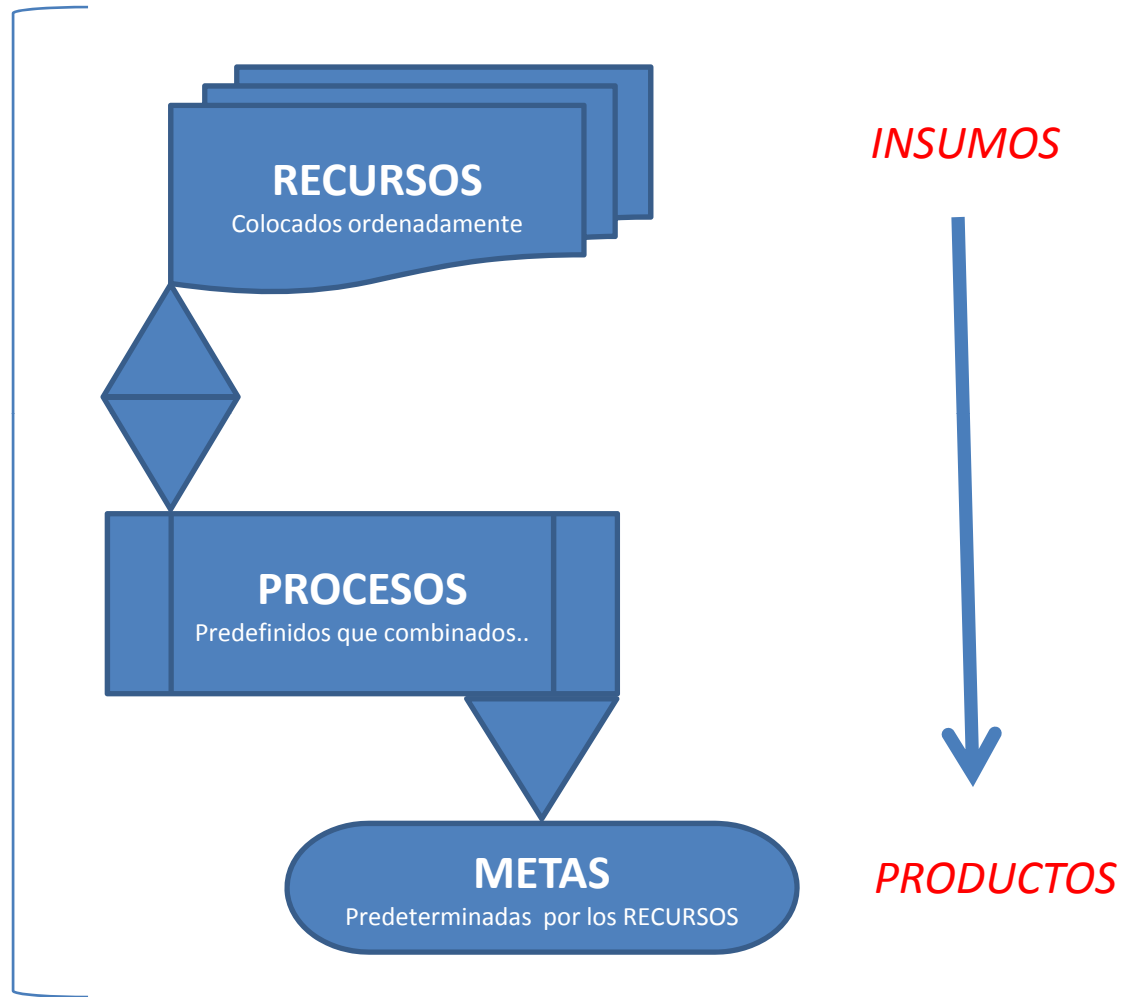 RECURSOS
Colocados ordenadamente
INSUMOS
PROCESOS
Predefinidos que combinados..
METAS
Predeterminadas  por los RECURSOS
PRODUCTOS